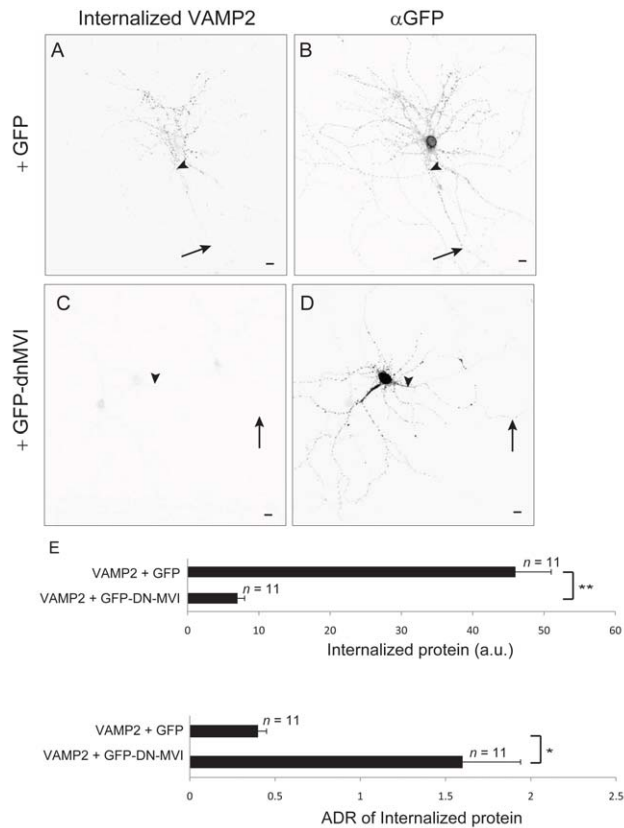 Internalized VAMP2
αGFP
+ GFP
A
B
+ GFP-dnMVI
C
D
E
VAMP2 + GFP
n = 11
VAMP2 + GFP-DN-MVI
n = 11
**
0 10 20 30 40 50 60
Internalized protein (a.u.)
VAMP2 + GFP
n = 11
VAMP2 + GFP-DN-MVI
n = 11
*
0 0.5 1 1.5 2 2.5
ADR of Internalized protein